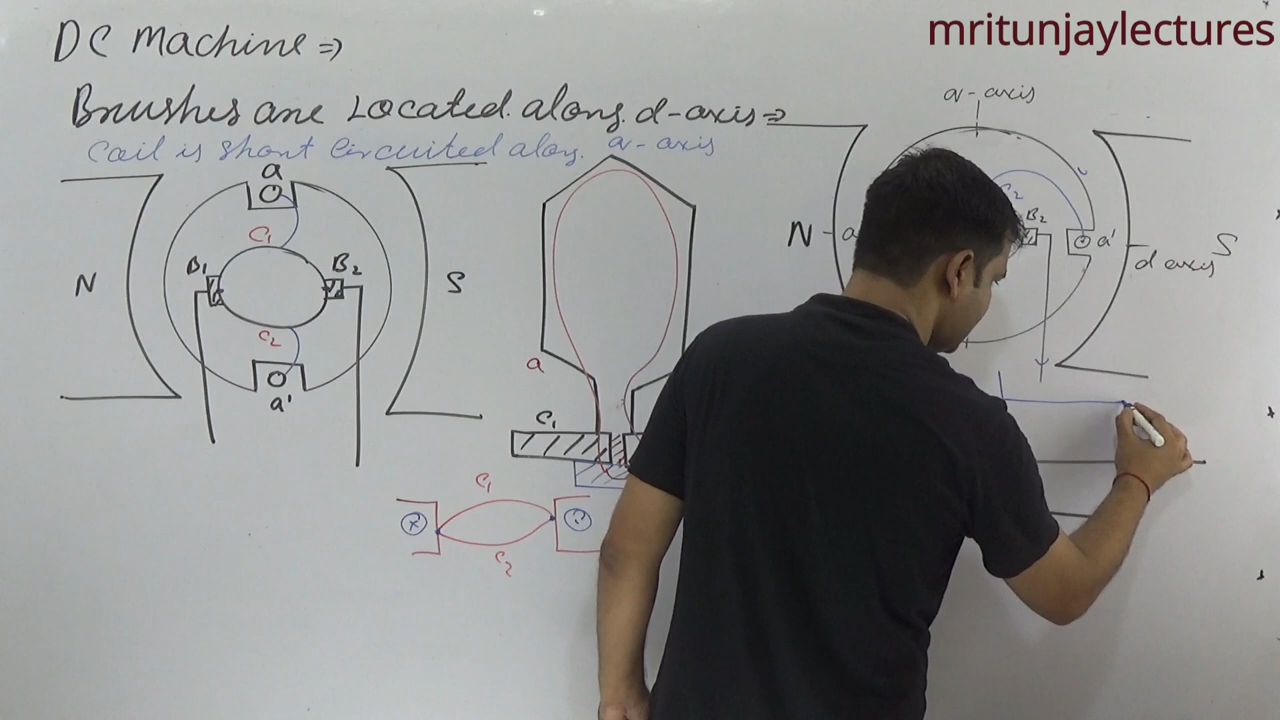 mritunjaylectures
DC Machine ⇒
Brushes are Located along d-axis ⇒
Coil is short circuited along q-axis
N
a
C1
B1
B2
C2
a'
S
a
C1
C1
C2
q-axis
N
a
C2
B2
a'
d axis
S